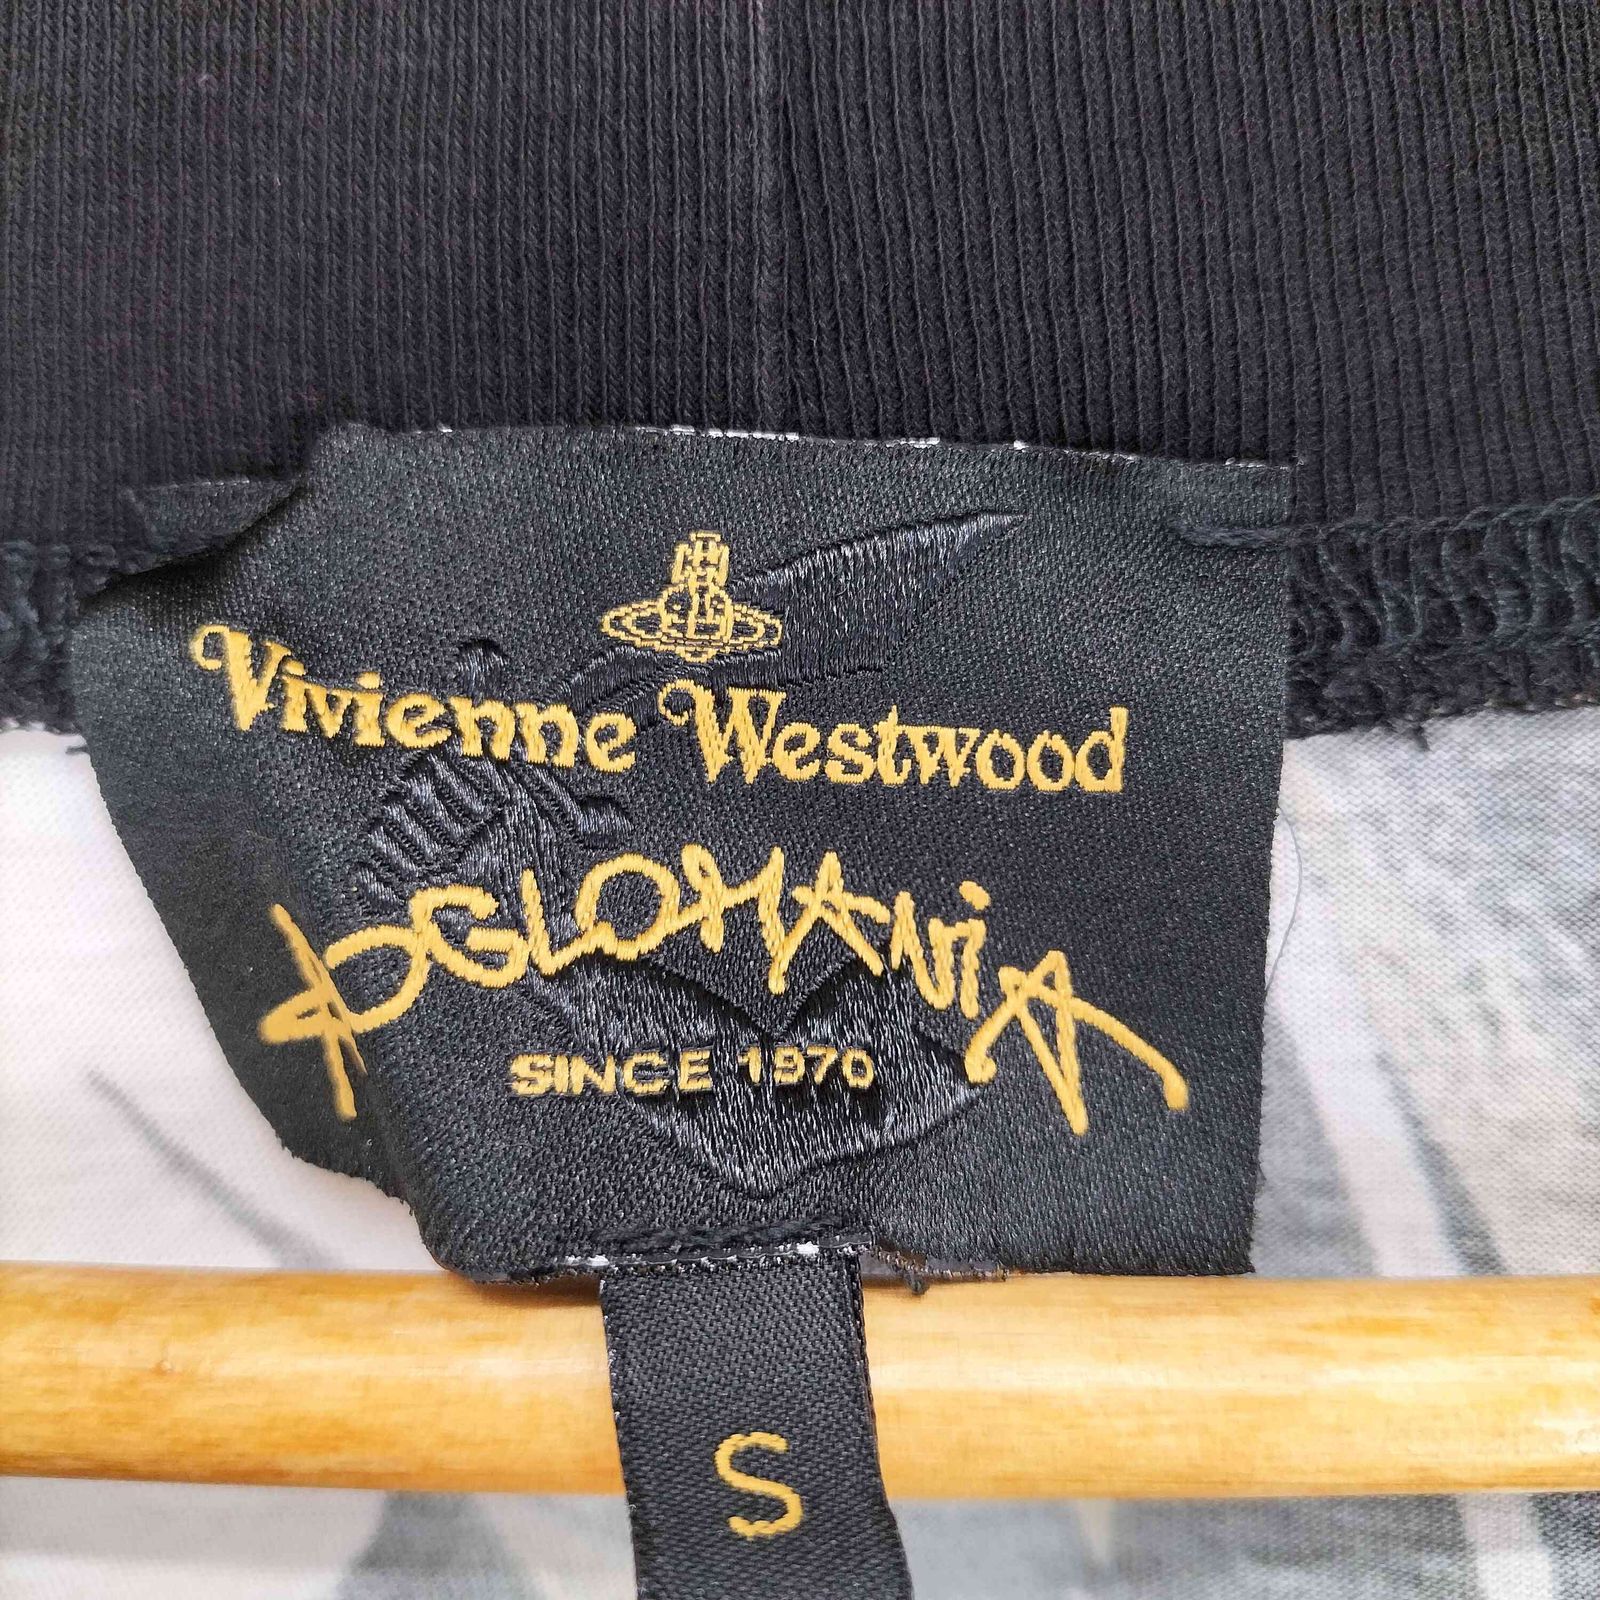 Vivienne Westwood
ANGLOMANiA
SINCE 1970
S